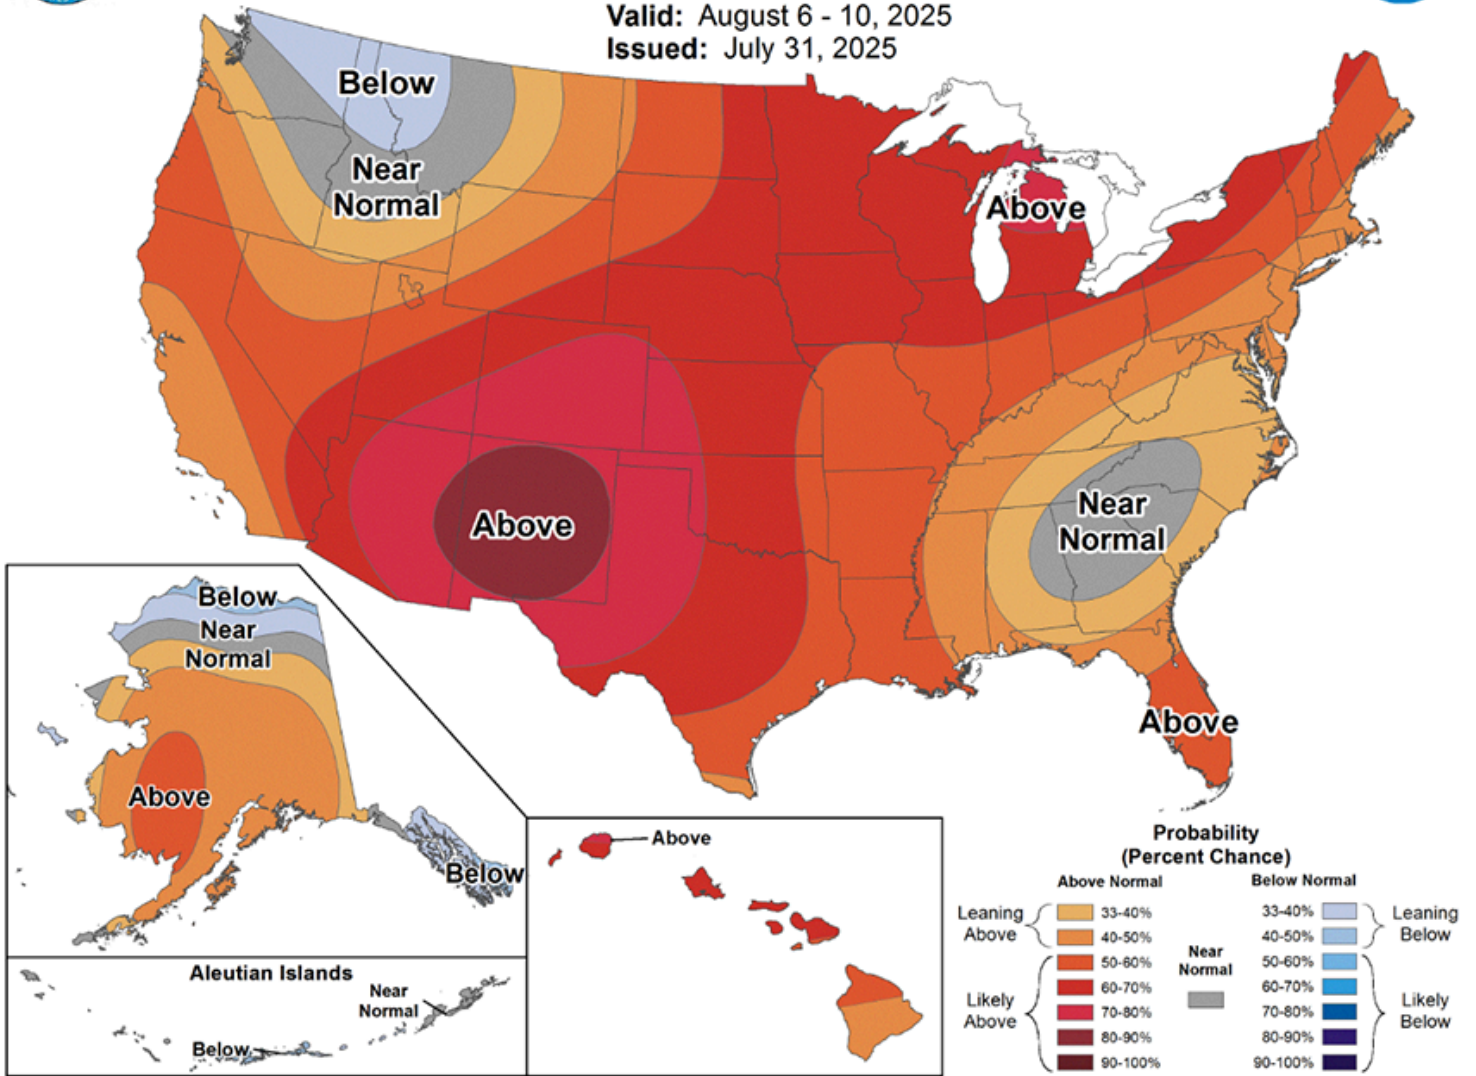 Valid: August 6 - 10, 2025
Issued: July 31, 2025
Below
Near
Normal
Above
Above
Near
Normal
Above
Below
Near
Normal
Above
Below
Aleutian Islands
Near
Normal
Below
Above
Probability
(Percent Chance)
Above Normal
Below Normal
Leaning
Above
33-40%
40-50%
50-60%
60-70%
70-80%
80-90%
90-100%
Likely
Above
Near
Normal
33-40%
40-50%
50-60%
60-70%
70-80%
80-90%
90-100%
Leaning
Below
Likely
Below